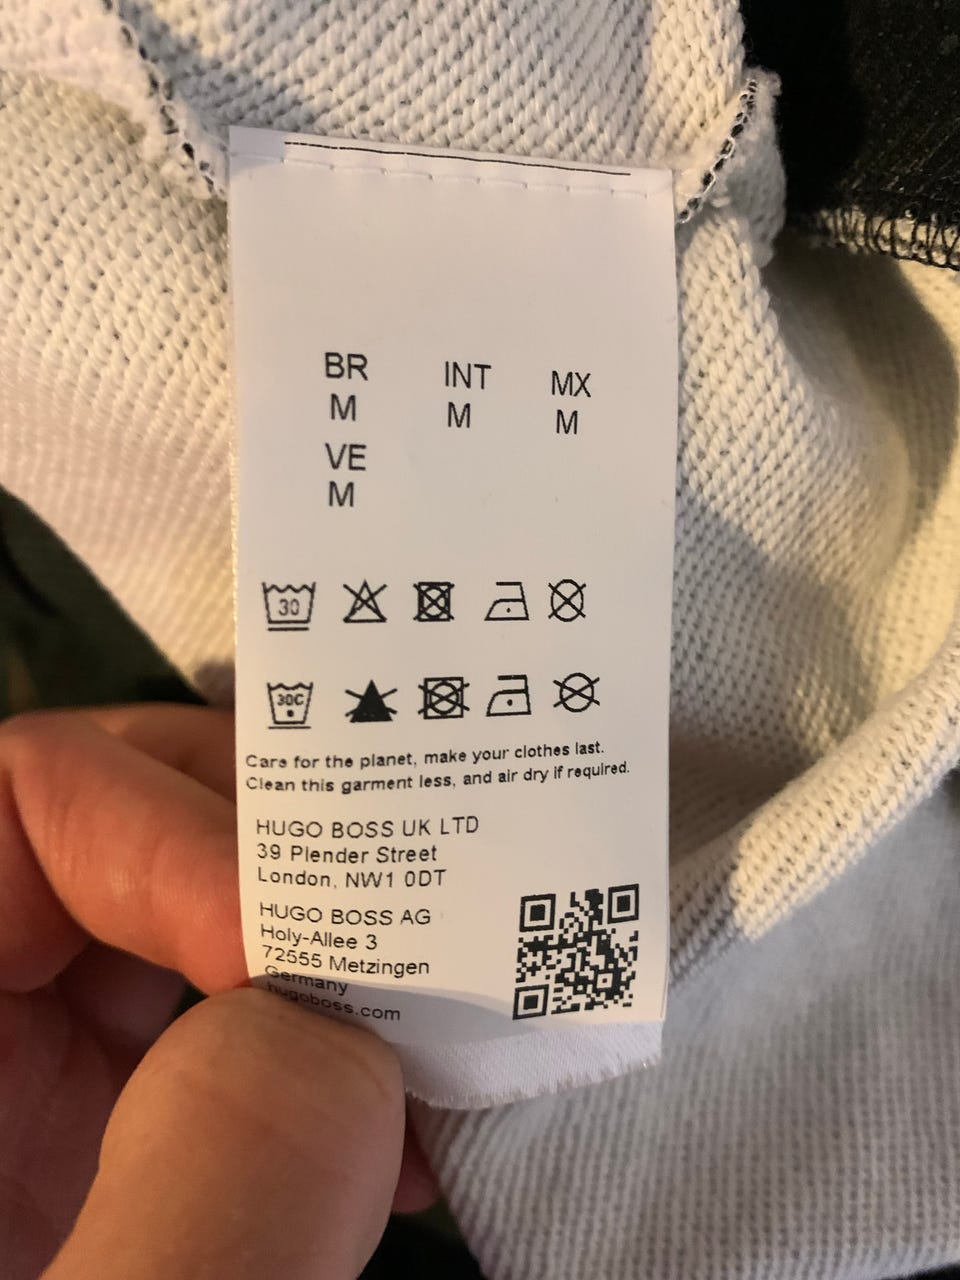 BR INT MX
M M M
VE
M
30
30C
Care for the planet, make your clothes last.
Clean this garment less, and air dry if required.
HUGO BOSS UK LTD
39 Plender Street
London, NW1 0DT
HUGO BOSS AG
Holy-Allee 3
72555 Metzingen
Germany
hugoboss.com